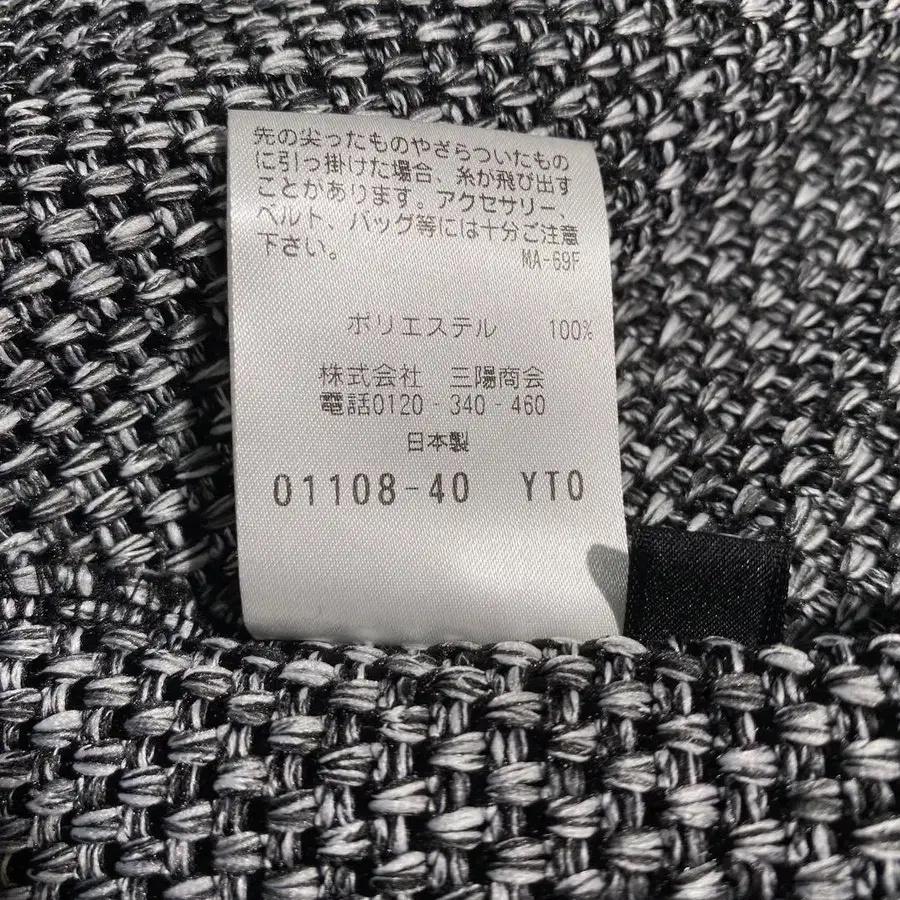 先の尖ったものやざらついたもの
に引っ掛けた場合、糸が飛び出す
ことがあります。アクセサリー、
ベルト、バッグ等には十分ご注意
下さい。 MA-69F
ポリエステル 100%
株式会社 三陽商会
電話0120-340-460
日本製
01108-40 YTO